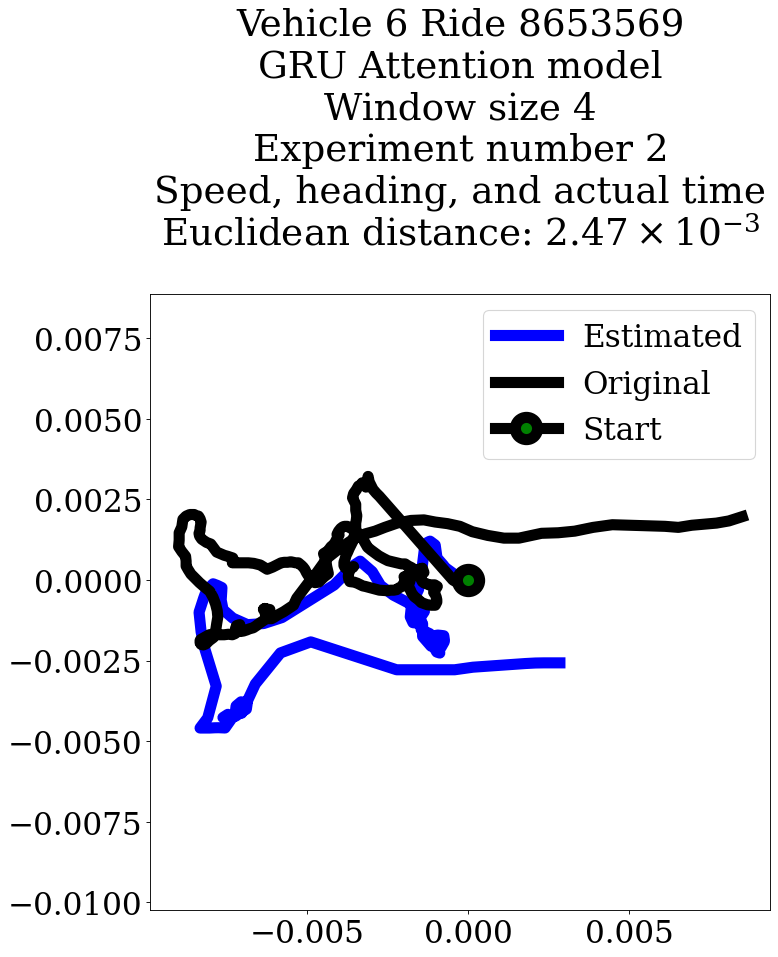 Vehicle 6 Ride 8653569
GRU Attention model
Window size 4
Experiment number 2
Speed, heading, and actual time
Euclidean distance: 2.47 × 10⁻³
Estimated
Original
Start
0.0075
0.0050
0.0025
0.0000
−0.0025
−0.0050
−0.0075
−0.0100
−0.005 0.000 0.005